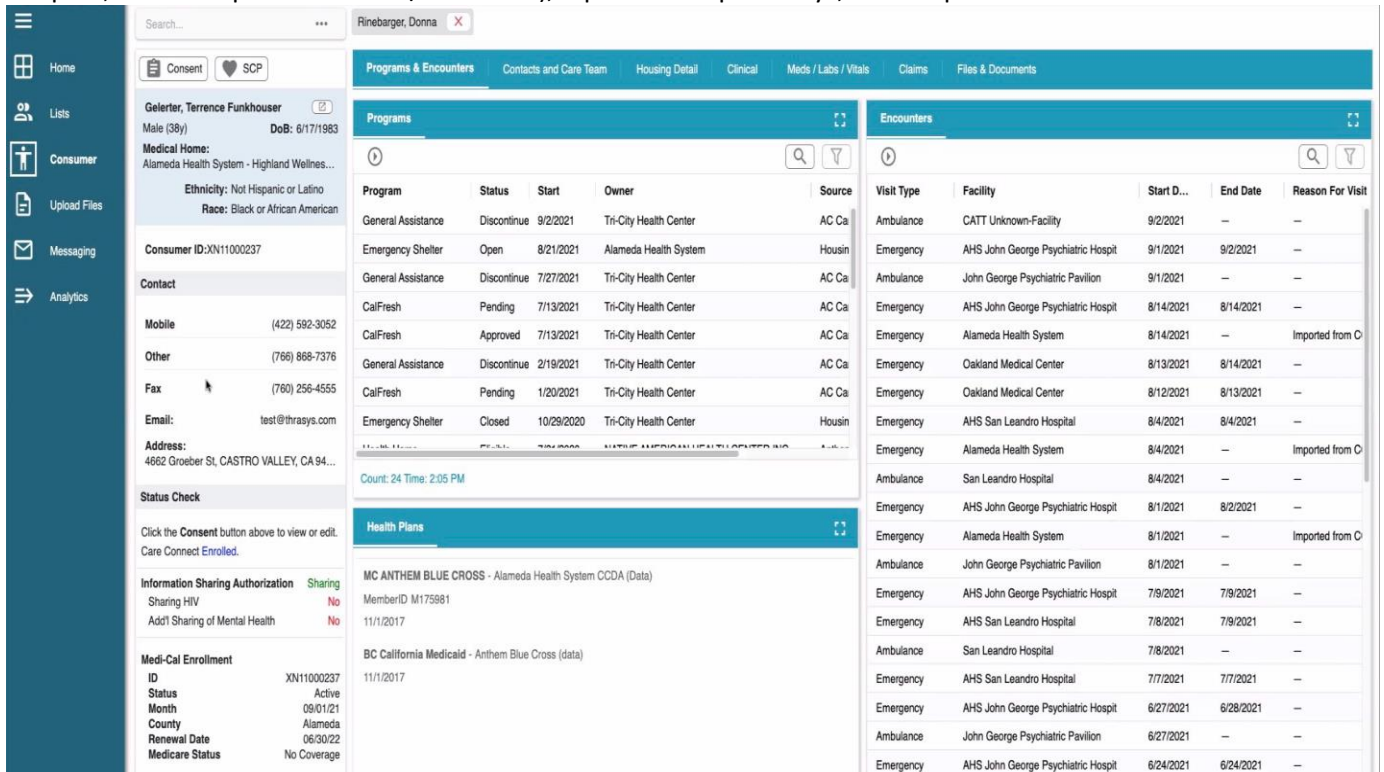 Search...
Rinebarger, Donna X
Home
Lists
Consumer
Upload Files
Messaging
Analytics
Consent SCP
Gelerter, Terrence Funkhouser
Male (38y) DoB: 6/17/1983
Medical Home:
Alameda Health System - Highland Wellnes...
Ethnicity: Not Hispanic or Latino
Race: Black or African American
Consumer ID:XN11000237
Contact
Mobile (422) 592-3052
Other (766) 868-7376
Fax (760) 256-4555
Email: test@thrasys.com
Address:
4662 Groeber St, CASTRO VALLEY, CA 94...
Status Check
Click the Consent button above to view or edit.
Care Connect Enrolled.
Information Sharing Authorization Sharing
Sharing HIV No
Add'l Sharing of Mental Health No
Medi-Cal Enrollment
ID XN11000237
Status Active
Month 09/01/21
County Alameda
Renewal Date 06/30/22
Medicare Status No Coverage
Programs & Encounters Contacts and Care Team Housing Detail Clinical Meds / Labs / Vitals Claims Files & Documents
Programs
Program Status Start Owner Source
General Assistance Discontinue 9/2/2021 Tri-City Health Center AC Ca
Emergency Shelter Open 8/21/2021 Alameda Health System Housin
General Assistance Discontinue 7/27/2021 Tri-City Health Center AC Ca
CalFresh Pending 7/13/2021 Tri-City Health Center AC Ca
CalFresh Approved 7/13/2021 Tri-City Health Center AC Ca
General Assistance Discontinue 2/19/2021 Tri-City Health Center AC Ca
CalFresh Pending 1/20/2021 Tri-City Health Center AC Ca
Emergency Shelter Closed 10/29/2020 Tri-City Health Center Housin
Count: 24 Time: 2:05 PM
Health Plans
MC ANTHEM BLUE CROSS - Alameda Health System CCDA (Data)
MemberID M175981
11/1/2017
BC California Medicaid - Anthem Blue Cross (data)
11/1/2017
Encounters
Visit Type Facility Start D... End Date Reason For Visit
Ambulance CATT Unknown-Facility 9/2/2021 – –
Emergency AHS John George Psychiatric Hospit 9/1/2021 9/2/2021 –
Ambulance John George Psychiatric Pavilion 9/1/2021 – –
Emergency AHS John George Psychiatric Hospit 8/14/2021 8/14/2021 –
Emergency Alameda Health System 8/14/2021 – Imported from C
Emergency Oakland Medical Center 8/13/2021 8/14/2021 –
Emergency Oakland Medical Center 8/12/2021 8/13/2021 –
Emergency AHS San Leandro Hospital 8/4/2021 8/4/2021 –
Emergency Alameda Health System 8/4/2021 – Imported from C
Ambulance San Leandro Hospital 8/4/2021 – –
Emergency AHS John George Psychiatric Hospit 8/1/2021 8/2/2021 –
Emergency Alameda Health System 8/1/2021 – Imported from C
Ambulance John George Psychiatric Pavilion 8/1/2021 – –
Emergency AHS John George Psychiatric Hospit 7/9/2021 7/9/2021 –
Emergency AHS San Leandro Hospital 7/8/2021 7/9/2021 –
Ambulance San Leandro Hospital 7/8/2021 – –
Emergency AHS San Leandro Hospital 7/7/2021 7/7/2021 –
Emergency AHS John George Psychiatric Hospit 6/27/2021 6/28/2021 –
Ambulance John George Psychiatric Pavilion 6/27/2021 – –
Emergency AHS John George Psychiatric Hospit 6/24/2021 6/24/2021 –